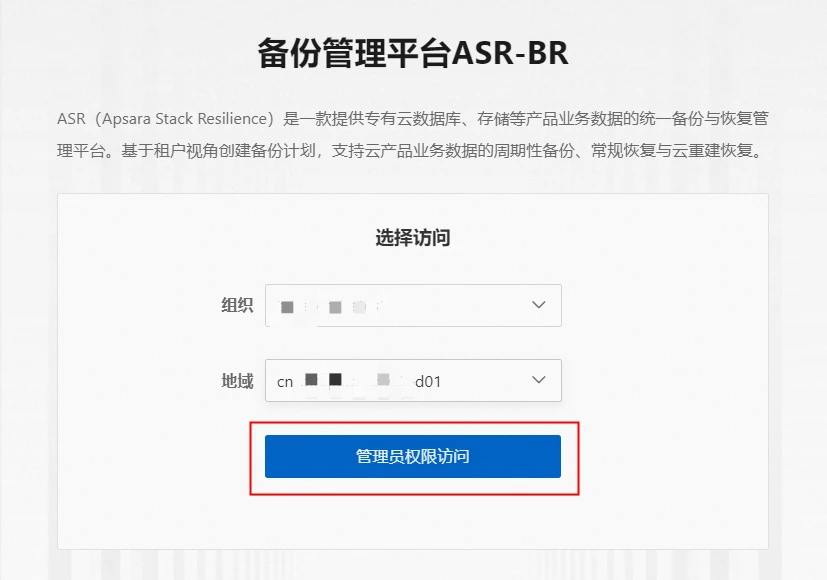 备份管理平台ASR-BR
ASR（Apsara Stack Resilience）是一款提供专有云数据库、存储等产品业务数据的统一备份与恢复管
理平台。基于租户视角创建备份计划，支持云产品业务数据的周期性备份、常规恢复与云重建恢复。
选择访问
组织
地域 cn d01
管理员权限访问